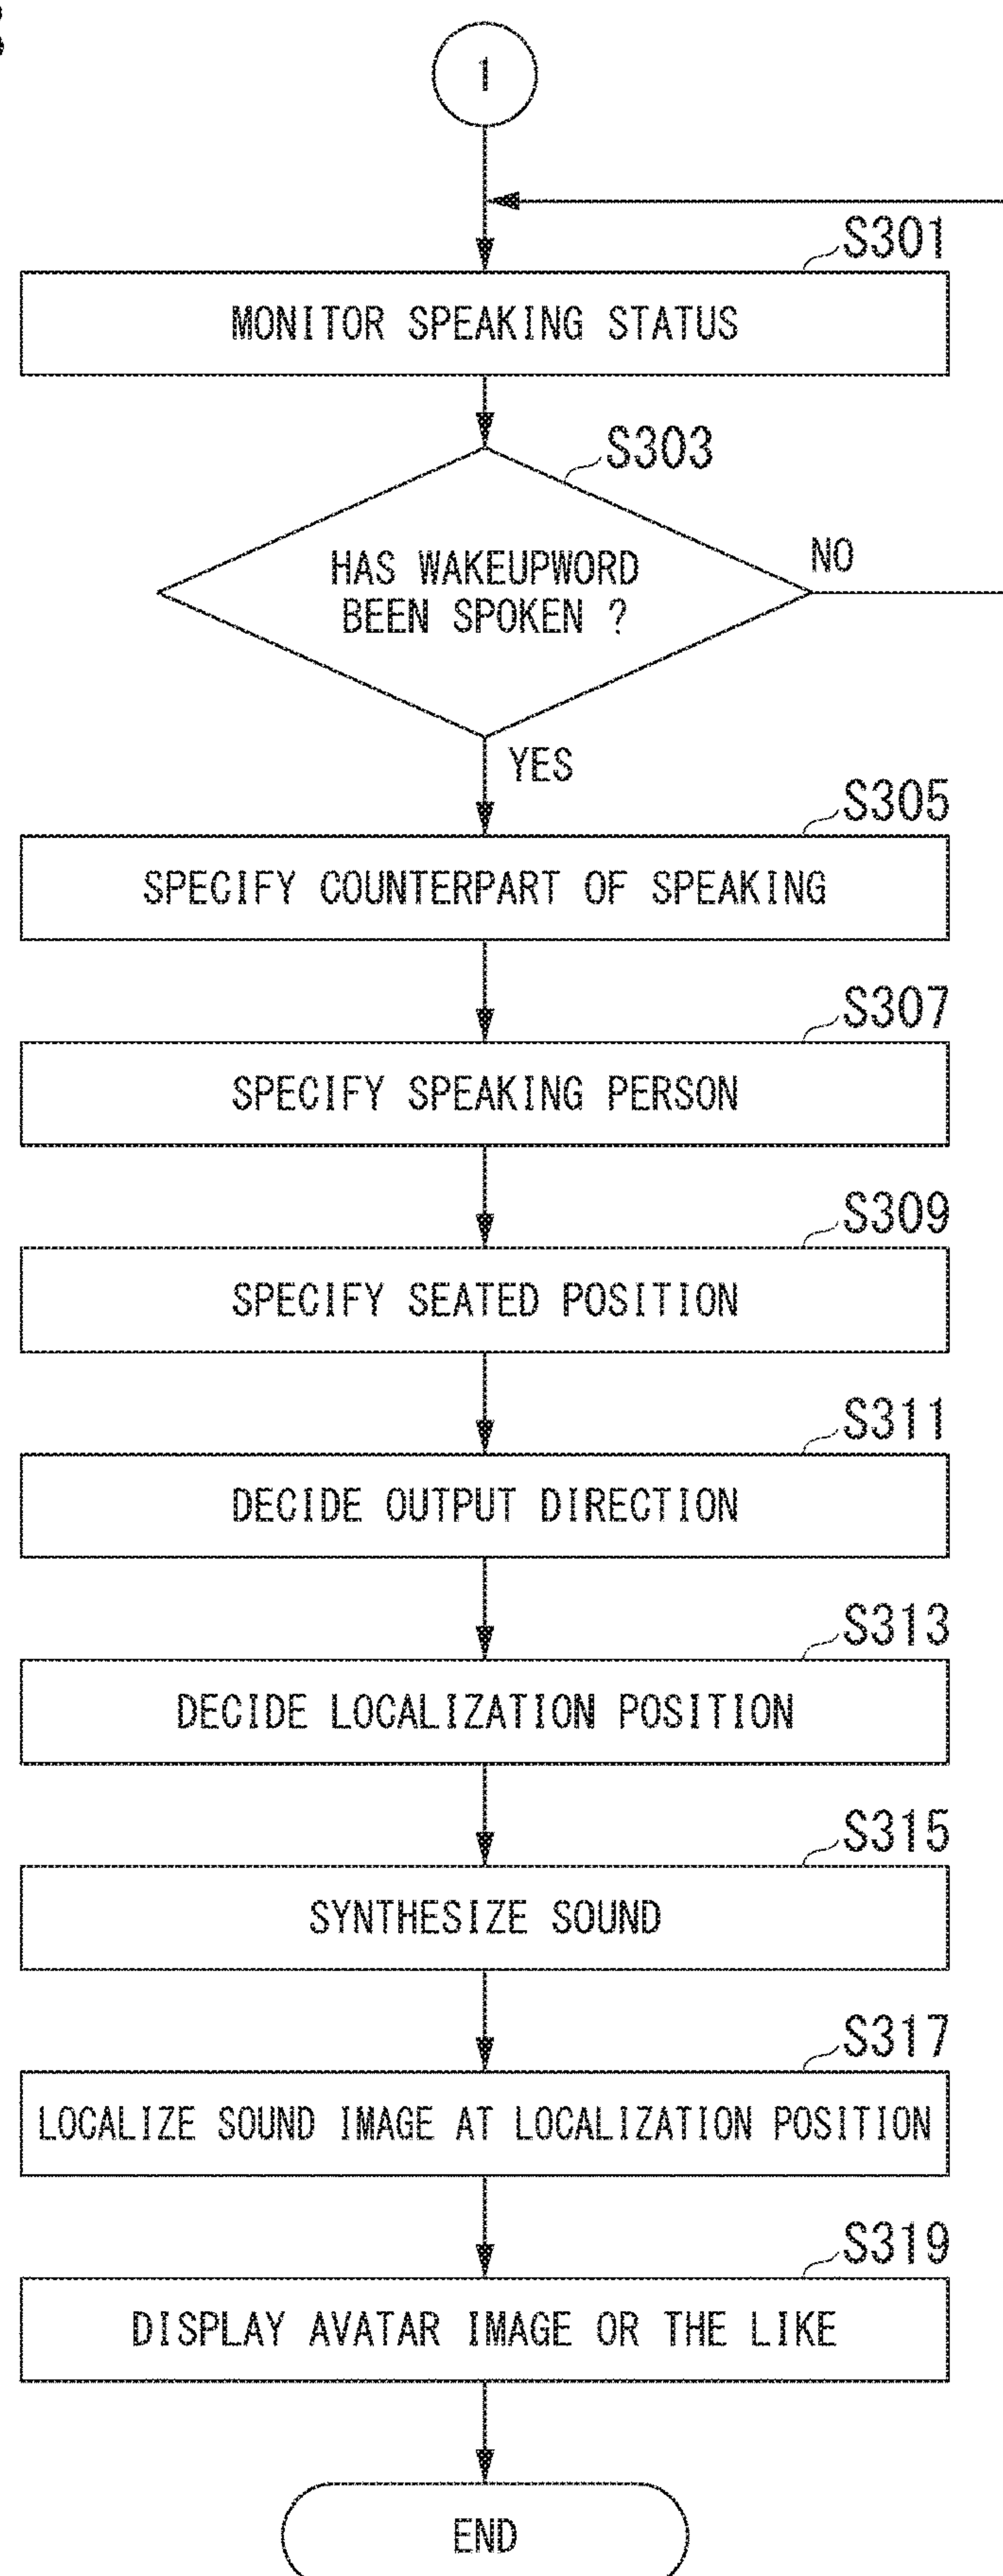 1
S301
MONITOR SPEAKING STATUS
S303
HAS WAKEUPWORD
BEEN SPOKEN ?
NO
YES
S305
SPECIFY COUNTERPART OF SPEAKING
S307
SPECIFY SPEAKING PERSON
S309
SPECIFY SEATED POSITION
S311
DECIDE OUTPUT DIRECTION
S313
DECIDE LOCALIZATION POSITION
S315
SYNTHESIZE SOUND
S317
LOCALIZE SOUND IMAGE AT LOCALIZATION POSITION
S319
DISPLAY AVATAR IMAGE OR THE LIKE
END